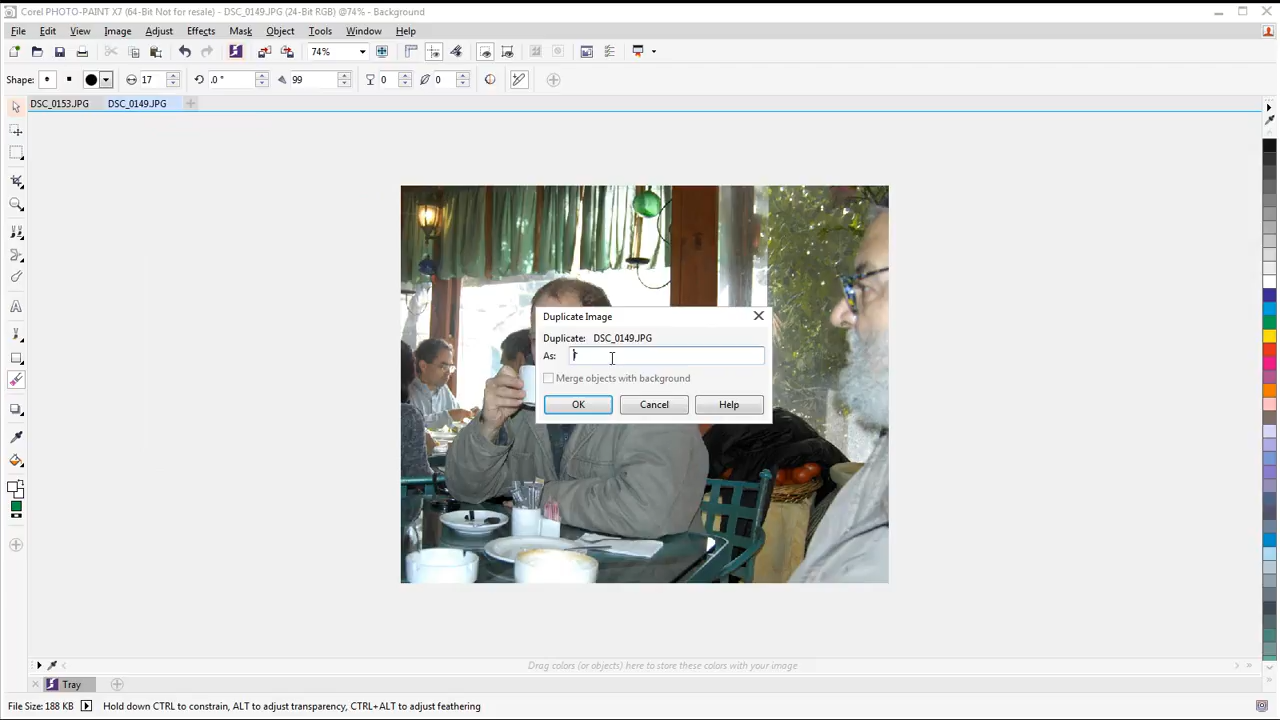 Corel PHOTO-PAINT X7 (64-Bit Not for resale) - DSC_0149.JPG (24-Bit RGB) @74% - Background
File Edit View Image Adjust Effects Mask Object Tools Window Help
74%
Shape: 17 .0 ° 99 0 0
DSC_0153.JPG DSC_0149.JPG
Duplicate Image
Duplicate: DSC_0149.JPG
As:
Merge objects with background
OK Cancel Help
Drag colors (or objects) here to store these colors with your image
Tray
File Size: 188 KB Hold down CTRL to constrain, ALT to adjust transparency, CTRL+ALT to adjust feathering